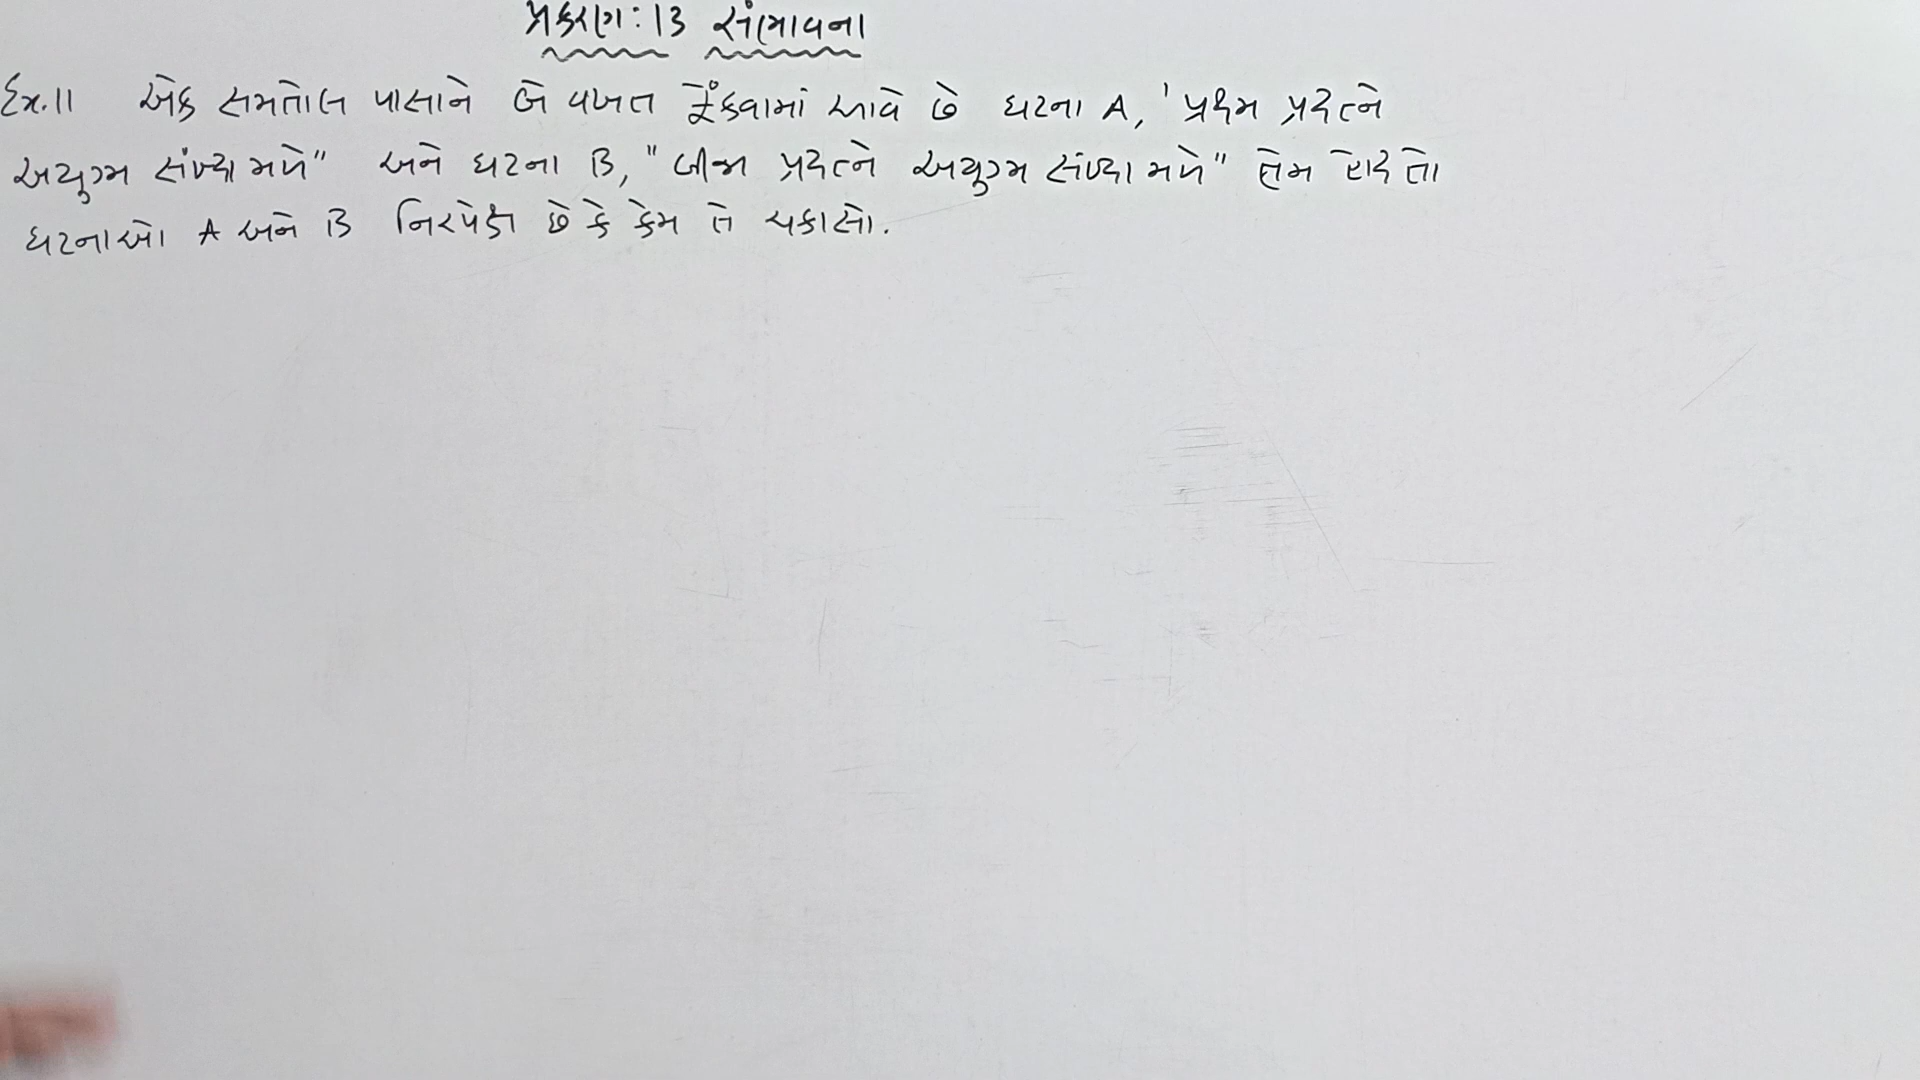 પ્રકરણ : 13 સંભાવના
Ex.11 એક સમતોલ પાસાને બે વખત ફેંકવામાં આવે છે ઘટના A, ' પ્રથમ પ્રયત્ને
અયુગ્મ સંખ્યા મળે" અને ઘટના B, " બીજા પ્રયત્ને અયુગ્મ સંખ્યા મળે" તેમ હોય તો
ઘટનાઓ A અને B નિરપેક્ષ છે કે કેમ તે ચકાસો.